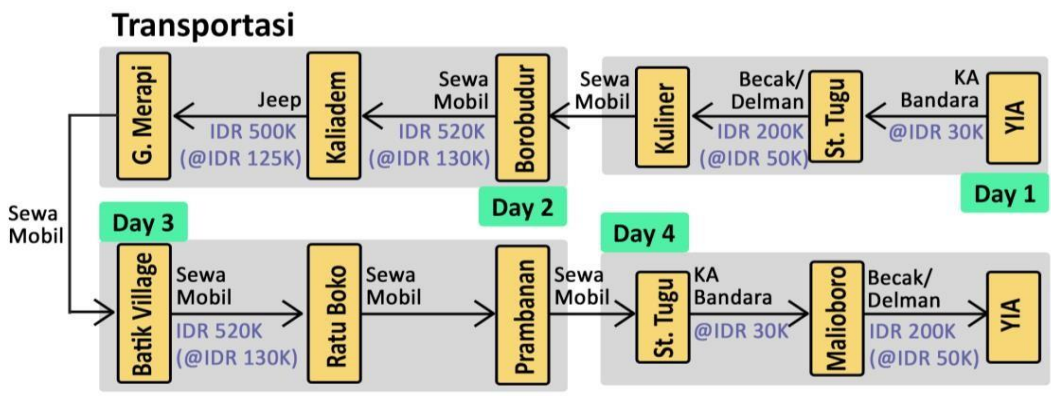 Transportasi
YIA
KA
Bandara
@IDR 30K
St. Tugu
Becak/
Delman
IDR 200K
(@IDR 50K)
Kuliner
Day 1
Sewa
Mobil
Borobudur
Sewa
Mobil
IDR 520K
(@IDR 130K)
Kaliadem
Jeep
IDR 500K
(@IDR 125K)
G. Merapi
Day 2
Sewa
Mobil
Day 3
Batik Village
Sewa
Mobil
IDR 520K
(@IDR 130K)
Ratu Boko
Sewa
Mobil
Prambanan
Sewa
Mobil
Day 4
St. Tugu
KA
Bandara
@IDR 30K
Malioboro
Becak/
Delman
IDR 200K
(@IDR 50K)
YIA